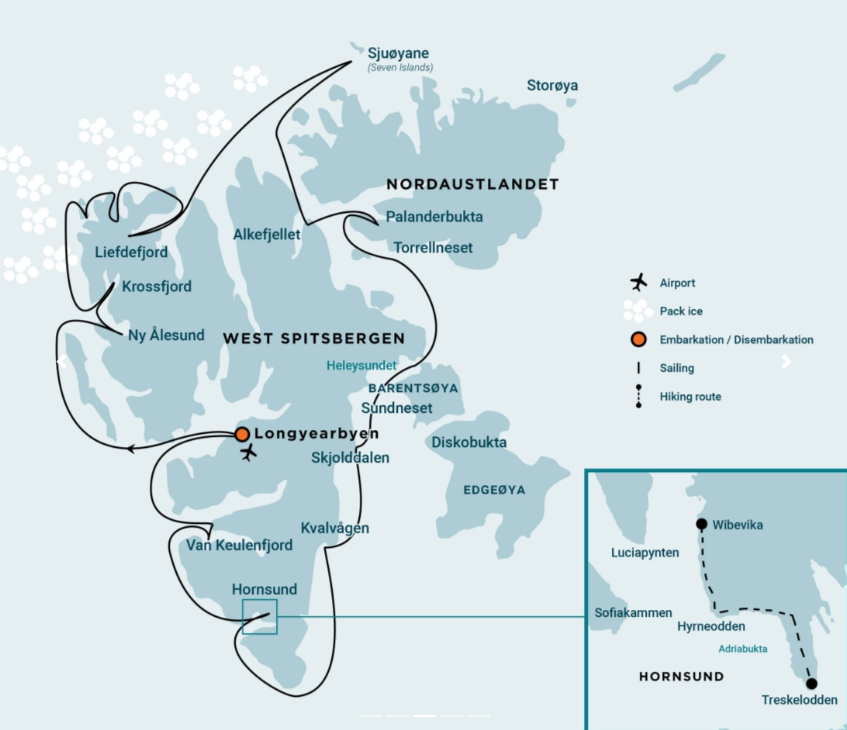 Sjuøyane
(Seven Islands)
Storøya
NORDAUSTLANDET
Palanderbukta
Alkefjellet
Torrellneset
Liefdefjord
Krossfjord
Ny Ålesund
WEST SPITSBERGEN
Heleysundet
BARENTSØYA
Sundneset
Longyearbyen
Diskobukta
Skjolddalen
EDGEØYA
Kvalvågen
Van Keulenfjord
Hornsund
Airport
Pack ice
Embarkation / Disembarkation
Sailing
Hiking route
Wibevika
Luciapynten
Sofiakammen
Hyrneodden
Adriabukta
HORNSUND
Treskelodden